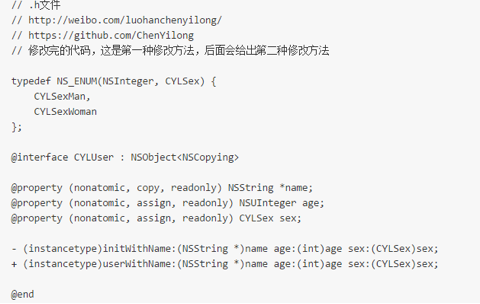 // .h文件
// http://weibo.com/luohanchenyilong/
// https://github.com/ChenYilong
// 修改完的代码，这是第一种修改方法，后面会给出第二种修改方法
typedef NS_ENUM(NSInteger, CYLSex) {
CYLSexMan,
CYLSexWoman
};
@interface CYLUser : NSObject<NSCopying>
@property (nonatomic, copy, readonly) NSString *name;
@property (nonatomic, assign, readonly) NSUInteger age;
@property (nonatomic, assign, readonly) CYLSex sex;
- (instancetype)initWithName:(NSString *)name age:(int)age sex:(CYLSex)sex;
+ (instancetype)userWithName:(NSString *)name age:(int)age sex:(CYLSex)sex;
@end